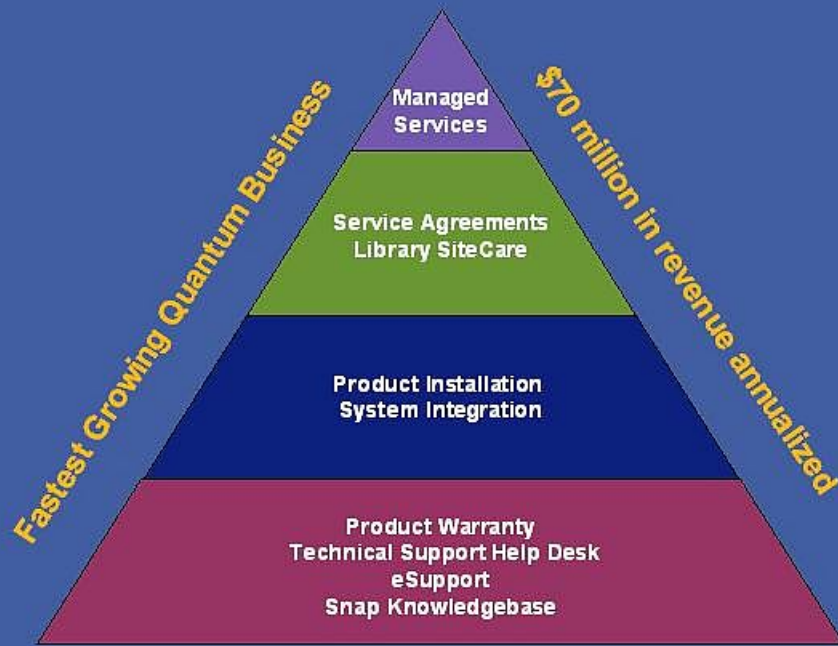 Fastest Growing Quantum Business
$70 million in revenue annualized
Managed
Services
Service Agreements
Library SiteCare
Product Installation
System Integration
Product Warranty
Technical Support Help Desk
eSupport
Snap Knowledgebase